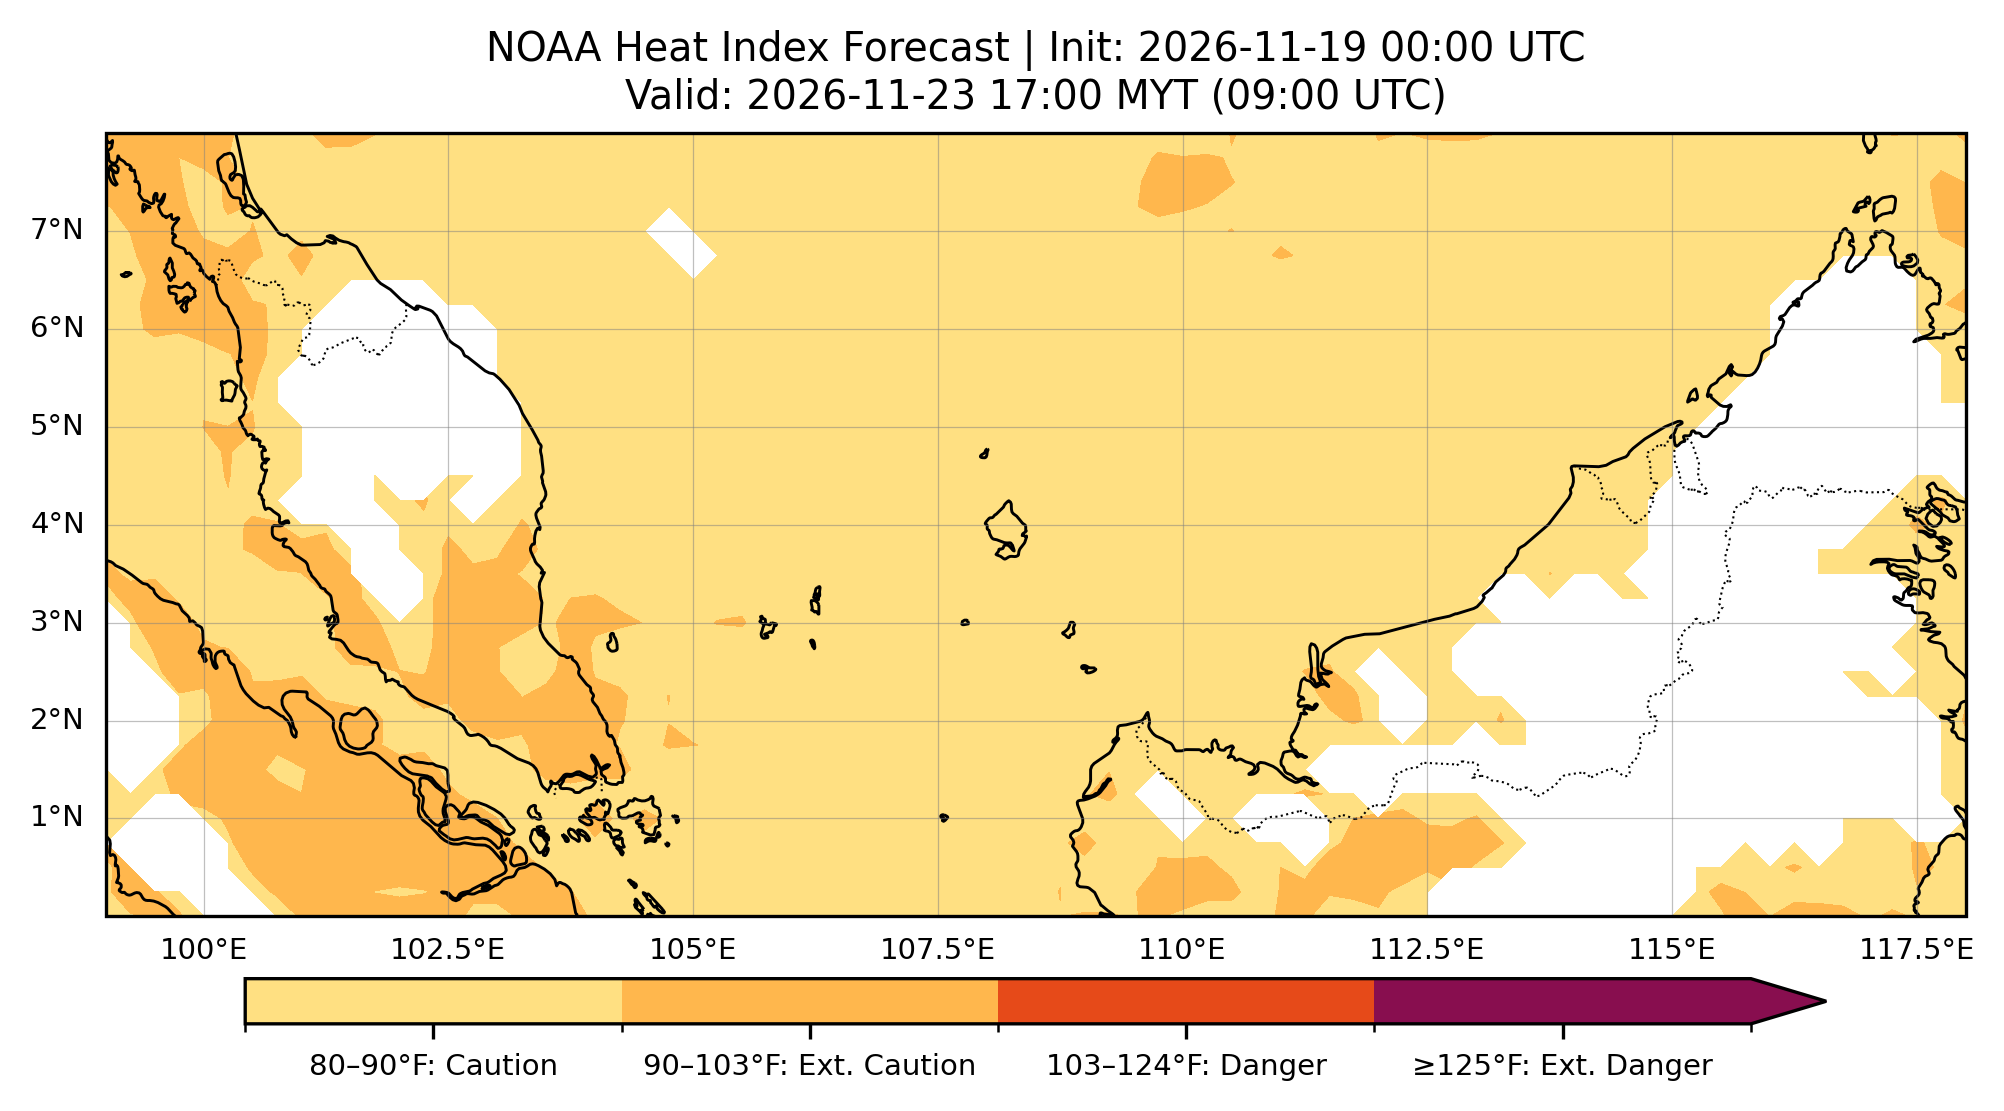 NOAA Heat Index Forecast | Init: 2026-11-19 00:00 UTC
Valid: 2026-11-23 17:00 MYT (09:00 UTC)
7°N
6°N
5°N
4°N
3°N
2°N
1°N
100°E 102.5°E 105°E 107.5°E 110°E 112.5°E 115°E 117.5°E
80–90°F: Caution 90–103°F: Ext. Caution 103–124°F: Danger ≥125°F: Ext. Danger